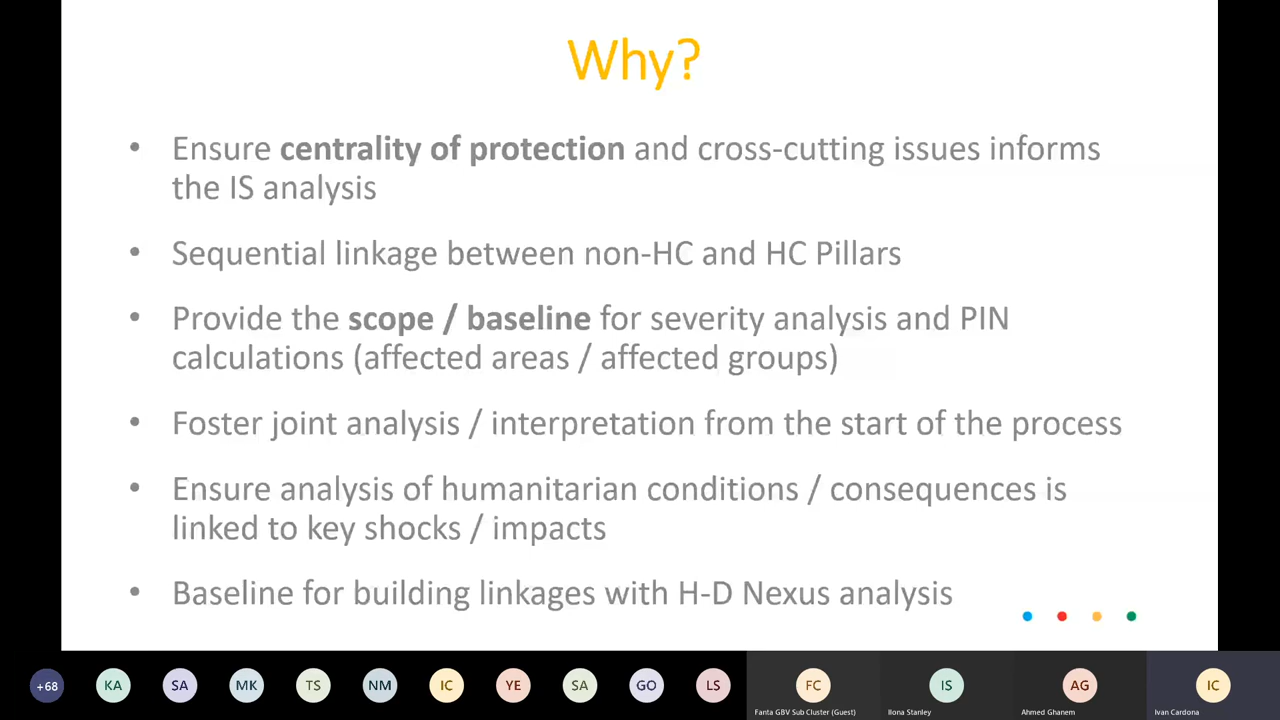 Why?
• Ensure centrality of protection and cross-cutting issues informs
the IS analysis
• Sequential linkage between non-HC and HC Pillars
• Provide the scope / baseline for severity analysis and PIN
calculations (affected areas / affected groups)
• Foster joint analysis / interpretation from the start of the process
• Ensure analysis of humanitarian conditions / consequences is
linked to key shocks / impacts
• Baseline for building linkages with H-D Nexus analysis
+68 KA SA MK TS NM IC YE SA GO LS FC IS AG IC
Fanta GBV Sub Cluster (Guest) Ilona Stanley Ahmed Ghanem Ivan Cardona